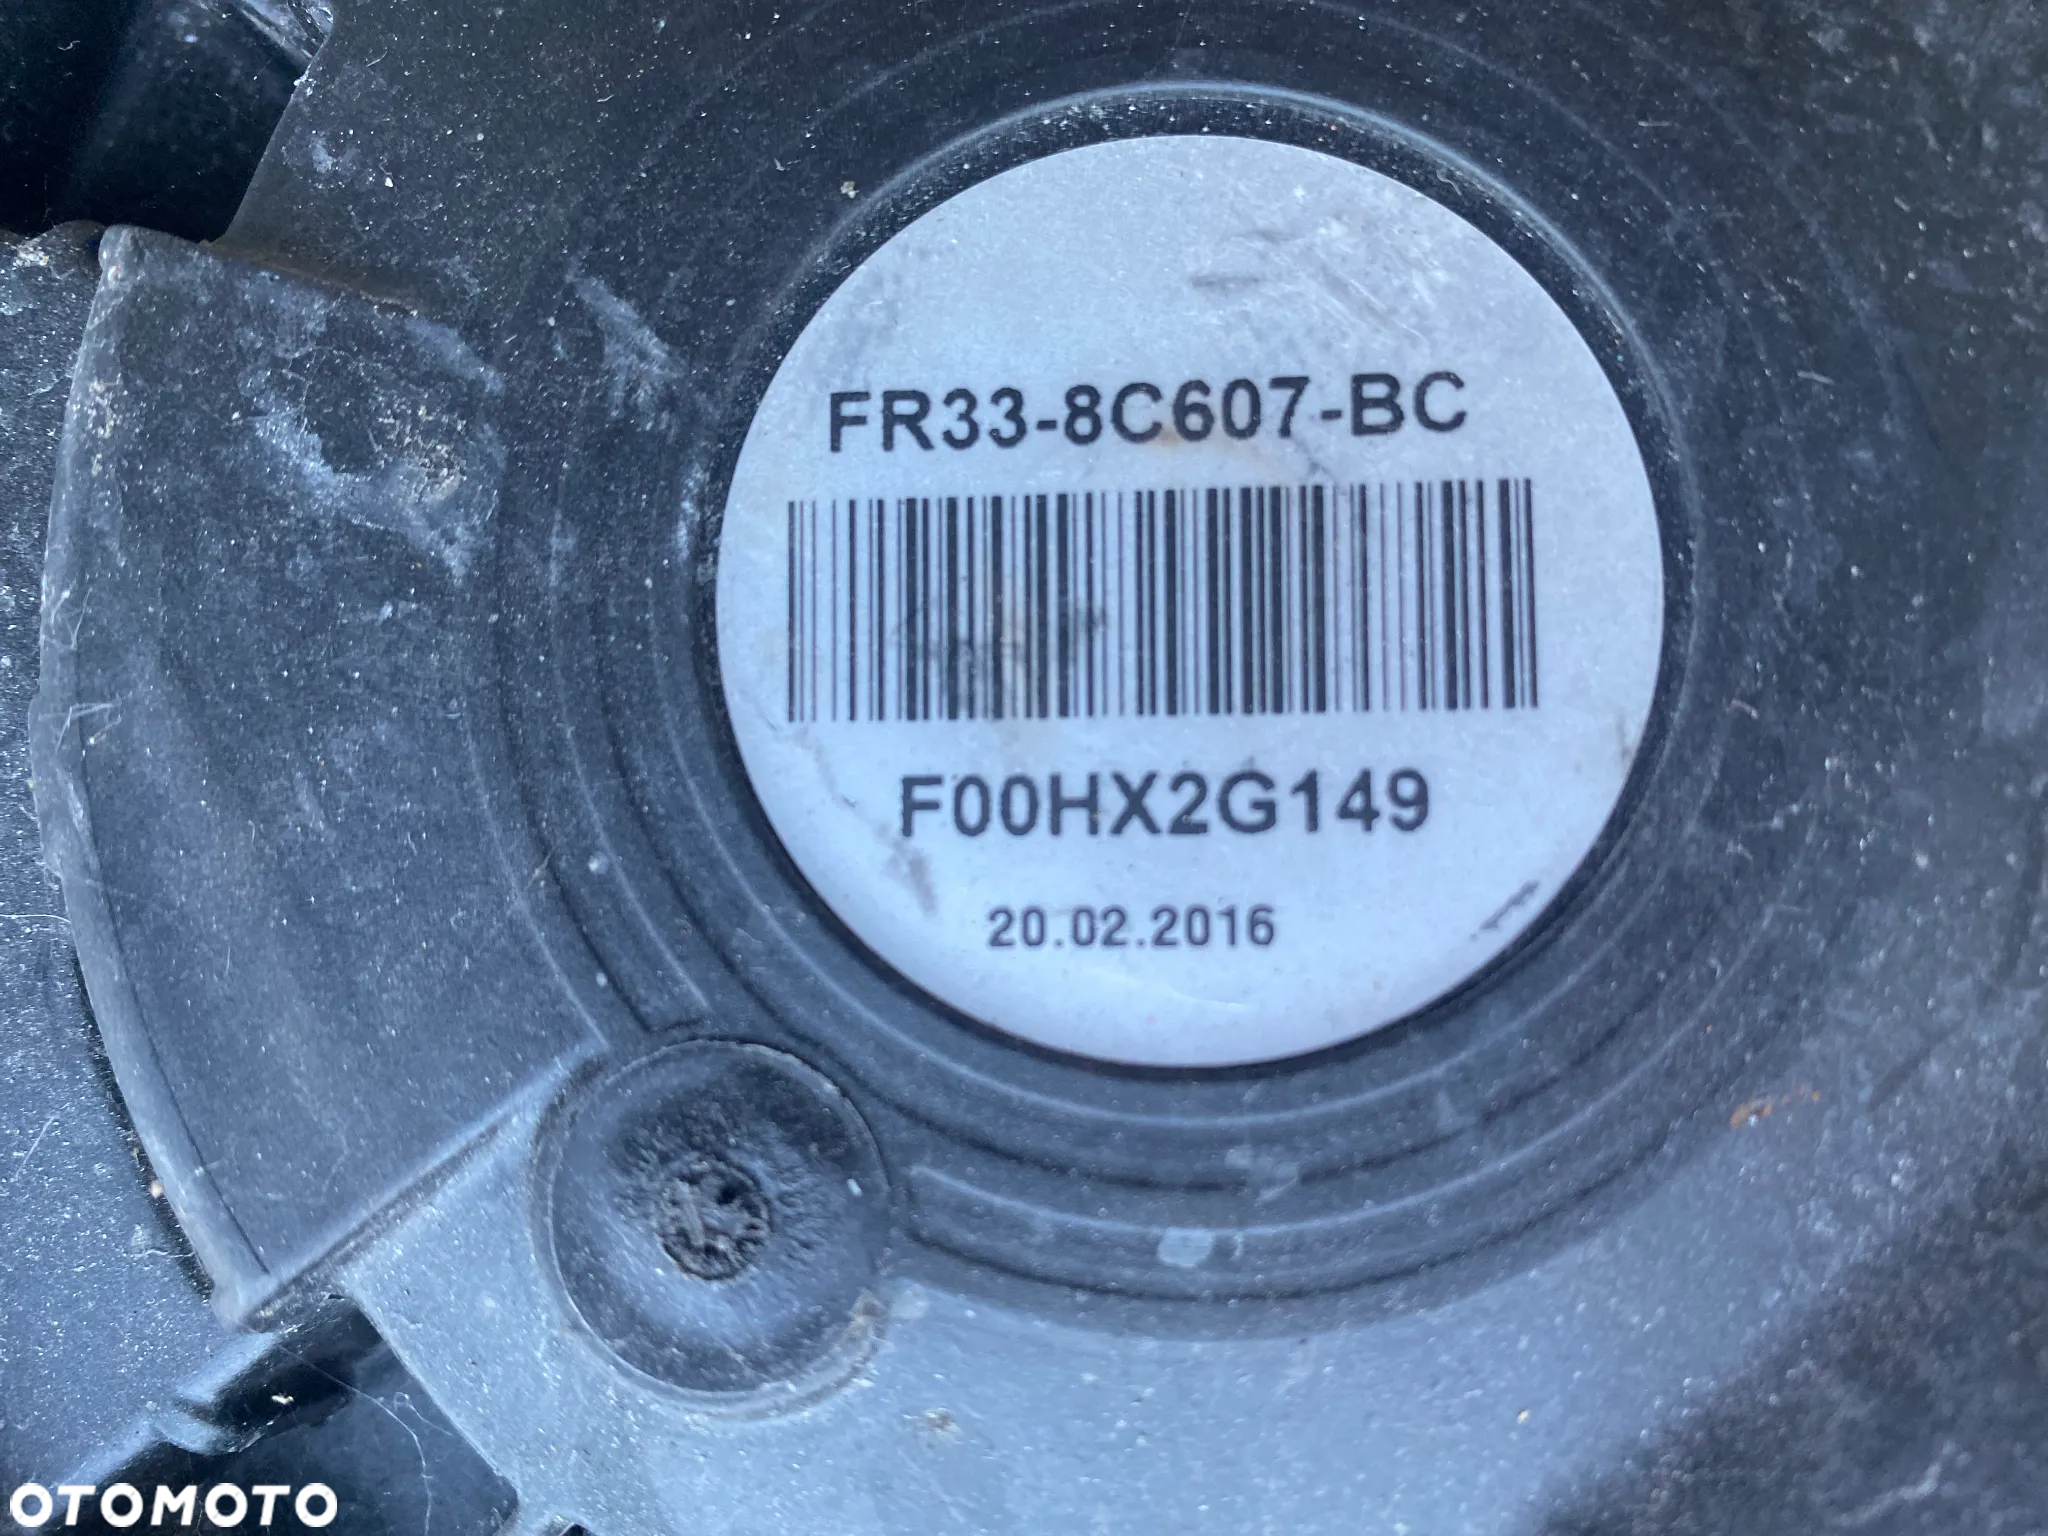 FR33-8C607-BC
F00HX2G149
20.02.2016
OTOMOTO